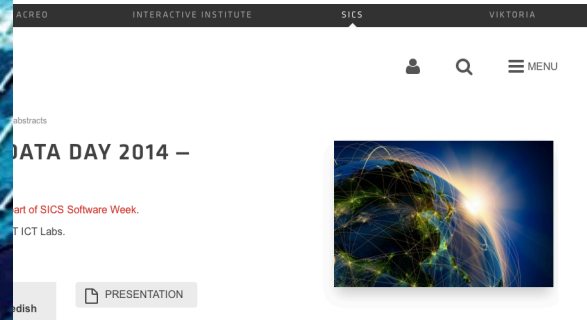 ACREO INTERACTIVE INSTITUTE SICS VIKTORIA
MENU
abstracts
DATA DAY 2014 –
art of SICS Software Week.
T ICT Labs.
PRESENTATION
edish